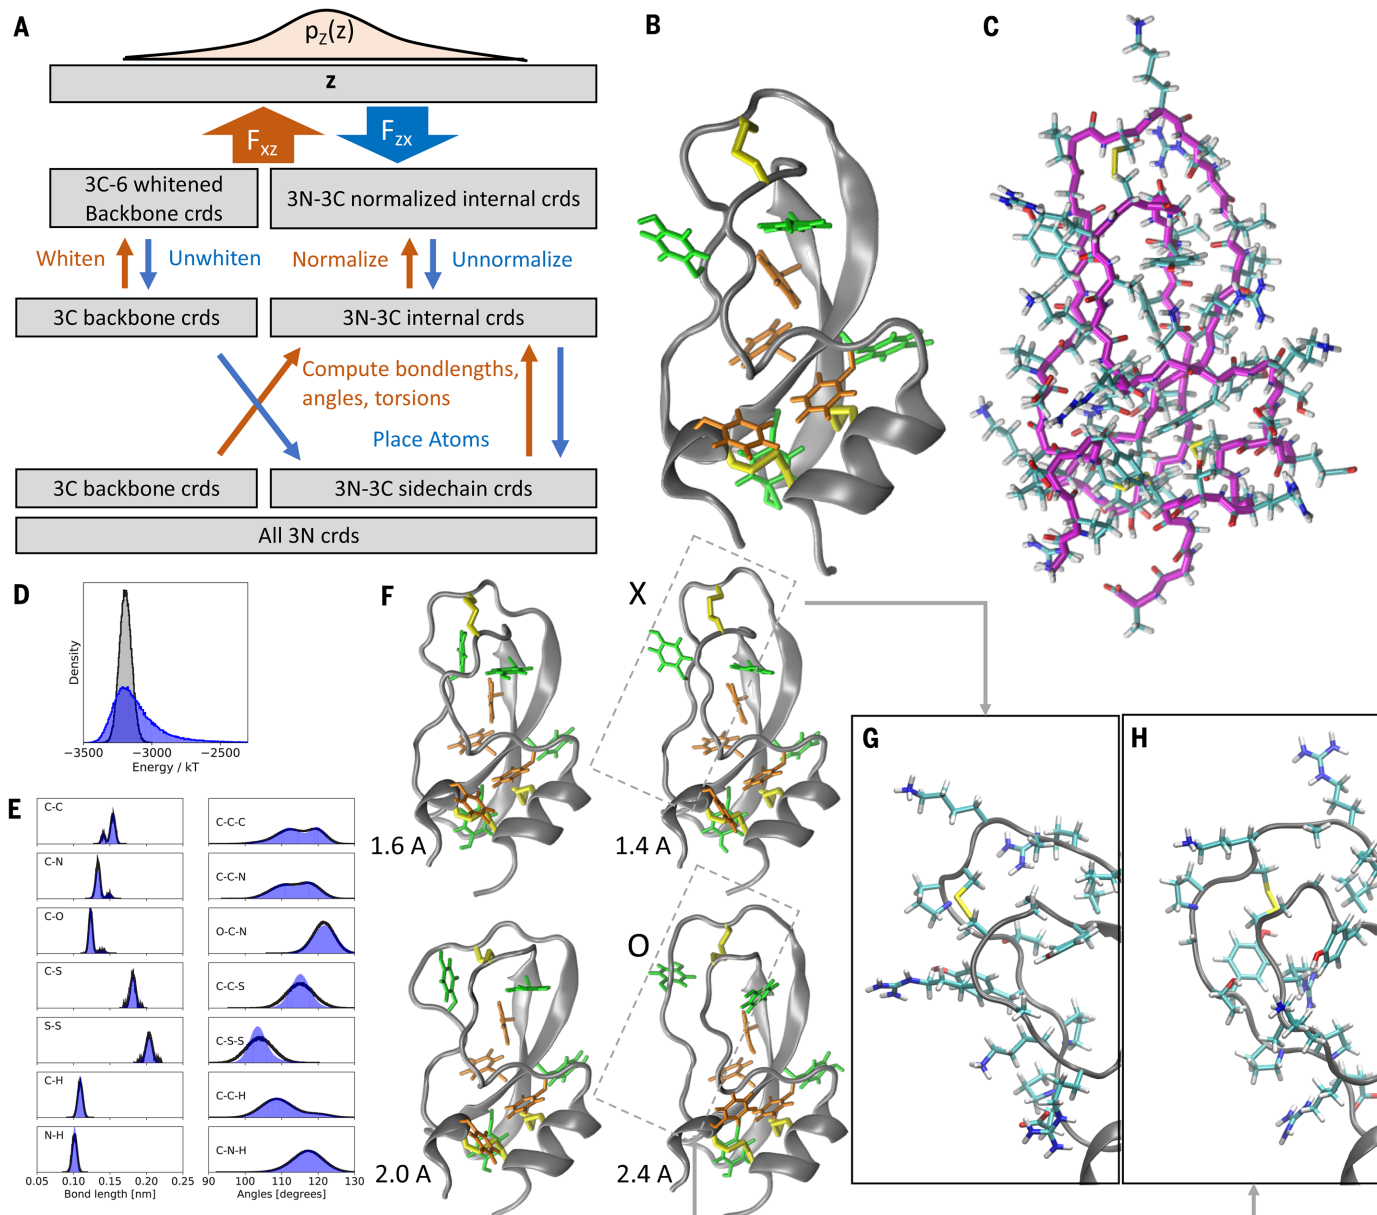 A
p_Z(z)
z
F_xz
F_zx
3C-6 whitened
Backbone crds
3N-3C normalized internal crds
Whiten
Unwhiten
Normalize
Unnormalize
3C backbone crds
3N-3C internal crds
Compute bondlengths,
angles, torsions
Place Atoms
3C backbone crds
3N-3C sidechain crds
All 3N crds
B
C
D
Density
−3500
−3000
−2500
Energy / kT
E
C-C
C-N
C-O
C-S
S-S
C-H
N-H
0.05
0.10
0.15
0.20
0.25
Bond length [nm]
C-C-C
C-C-N
O-C-N
C-C-S
C-S-S
C-C-H
C-N-H
90
100
110
120
130
Angles [degrees]
F
1.6 A
X
1.4 A
2.0 A
O
2.4 A
G
H